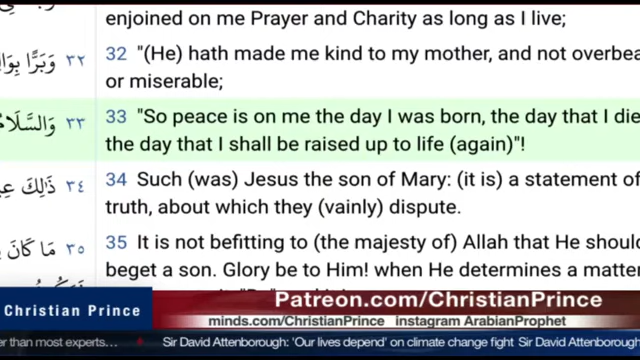 enjoined on me Prayer and Charity as long as I live;
٣٢ 32 "(He) hath made me kind to my mother, and not
or misearable;
٣٣ 33 "So peace is on me the day I was born, the day that I die
the day that I shall be raised up to life (again)"!
ذَٰلِكَ ٣٤ 34 Such (was) Jesus the son of Mary: (it is) a statement of
truth, about which they (vainly) dispute.
مَا كَانَ ٣٥ 35 It is not befitting to (the majesty of) Allah that He
beget a son. Glory be to Him! when He determines a
Christian Prince
Patreon.com/ChristianPrince
minds.com/ChristianPrince instagram ArabianProphet
than most experts... Sir David Attenborough: 'Our lives depend' on climate change fight Sir David Attenborough: